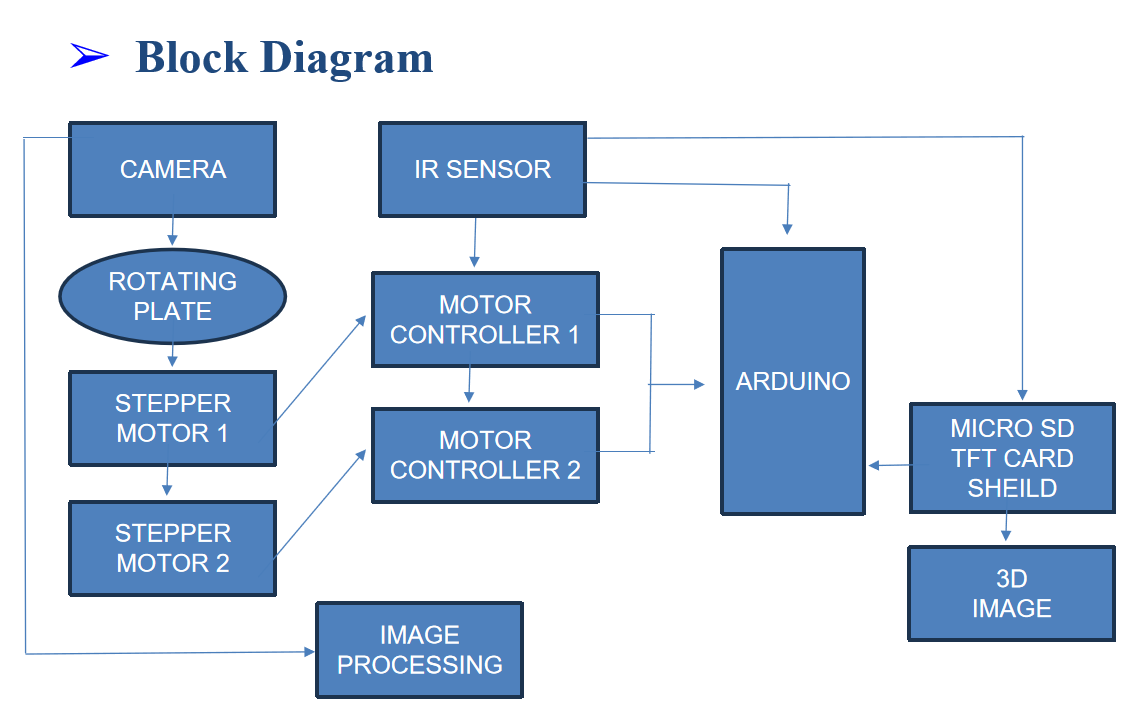 Block Diagram
CAMERA
IR SENSOR
ROTATING
PLATE
MOTOR
CONTROLLER 1
ARDUINO
STEPPER
MOTOR 1
MOTOR
CONTROLLER 2
MICRO SD
TFT CARD
SHEILD
STEPPER
MOTOR 2
3D
IMAGE
IMAGE
PROCESSING